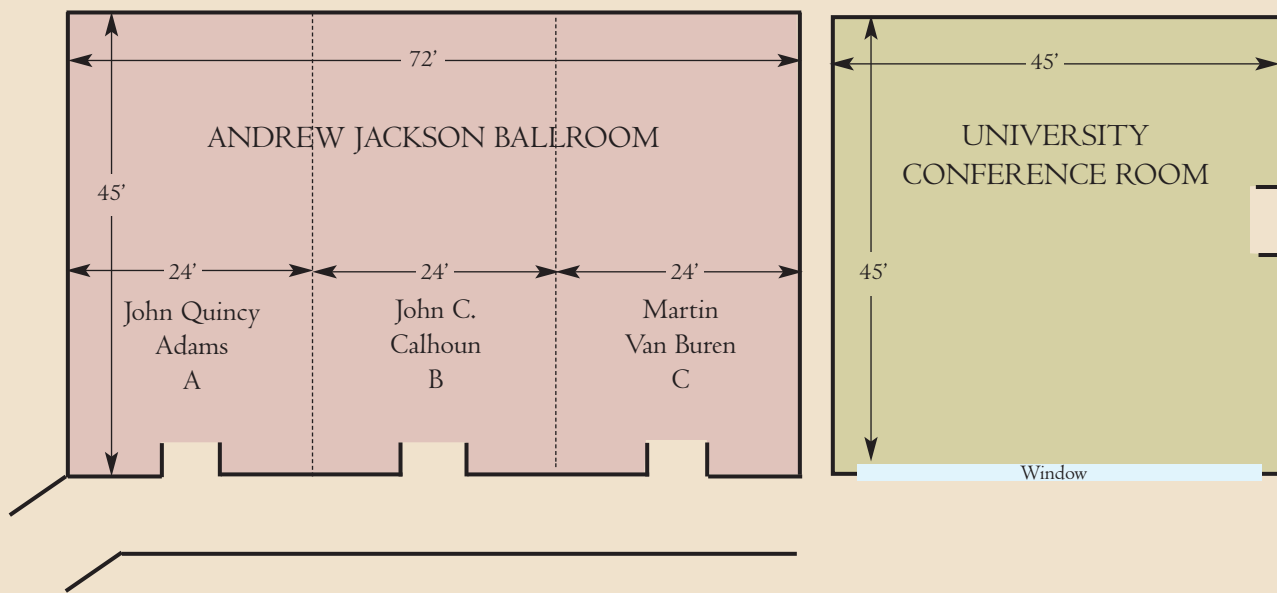 72’
ANDREW JACKSON BALLROOM
45’
24’
24’
24’
John Quincy
Adams
A
John C.
Calhoun
B
Martin
Van Buren
C
45’
UNIVERSITY
CONFERENCE ROOM
45’
Window